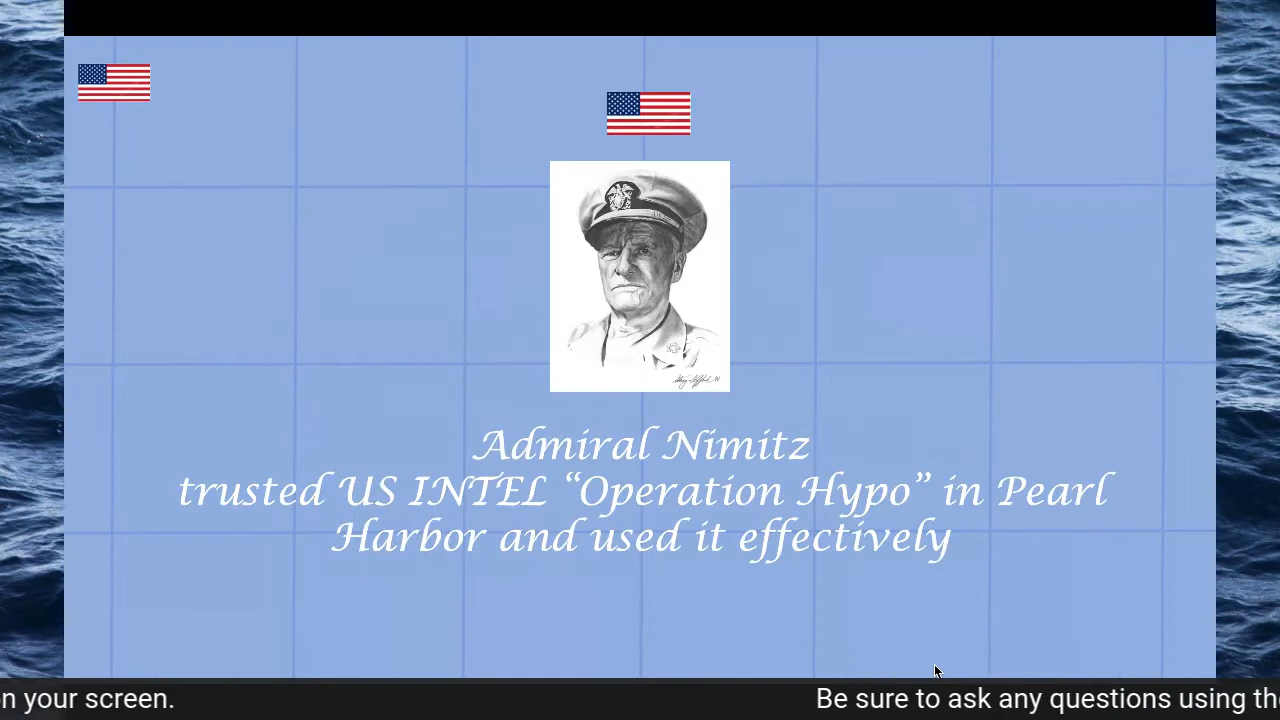 Admiral Nimitz
trusted US INTEL “Operation Hypo” in Pearl
Harbor and used it effectively
n your screen.
Be sure to ask any questions using th